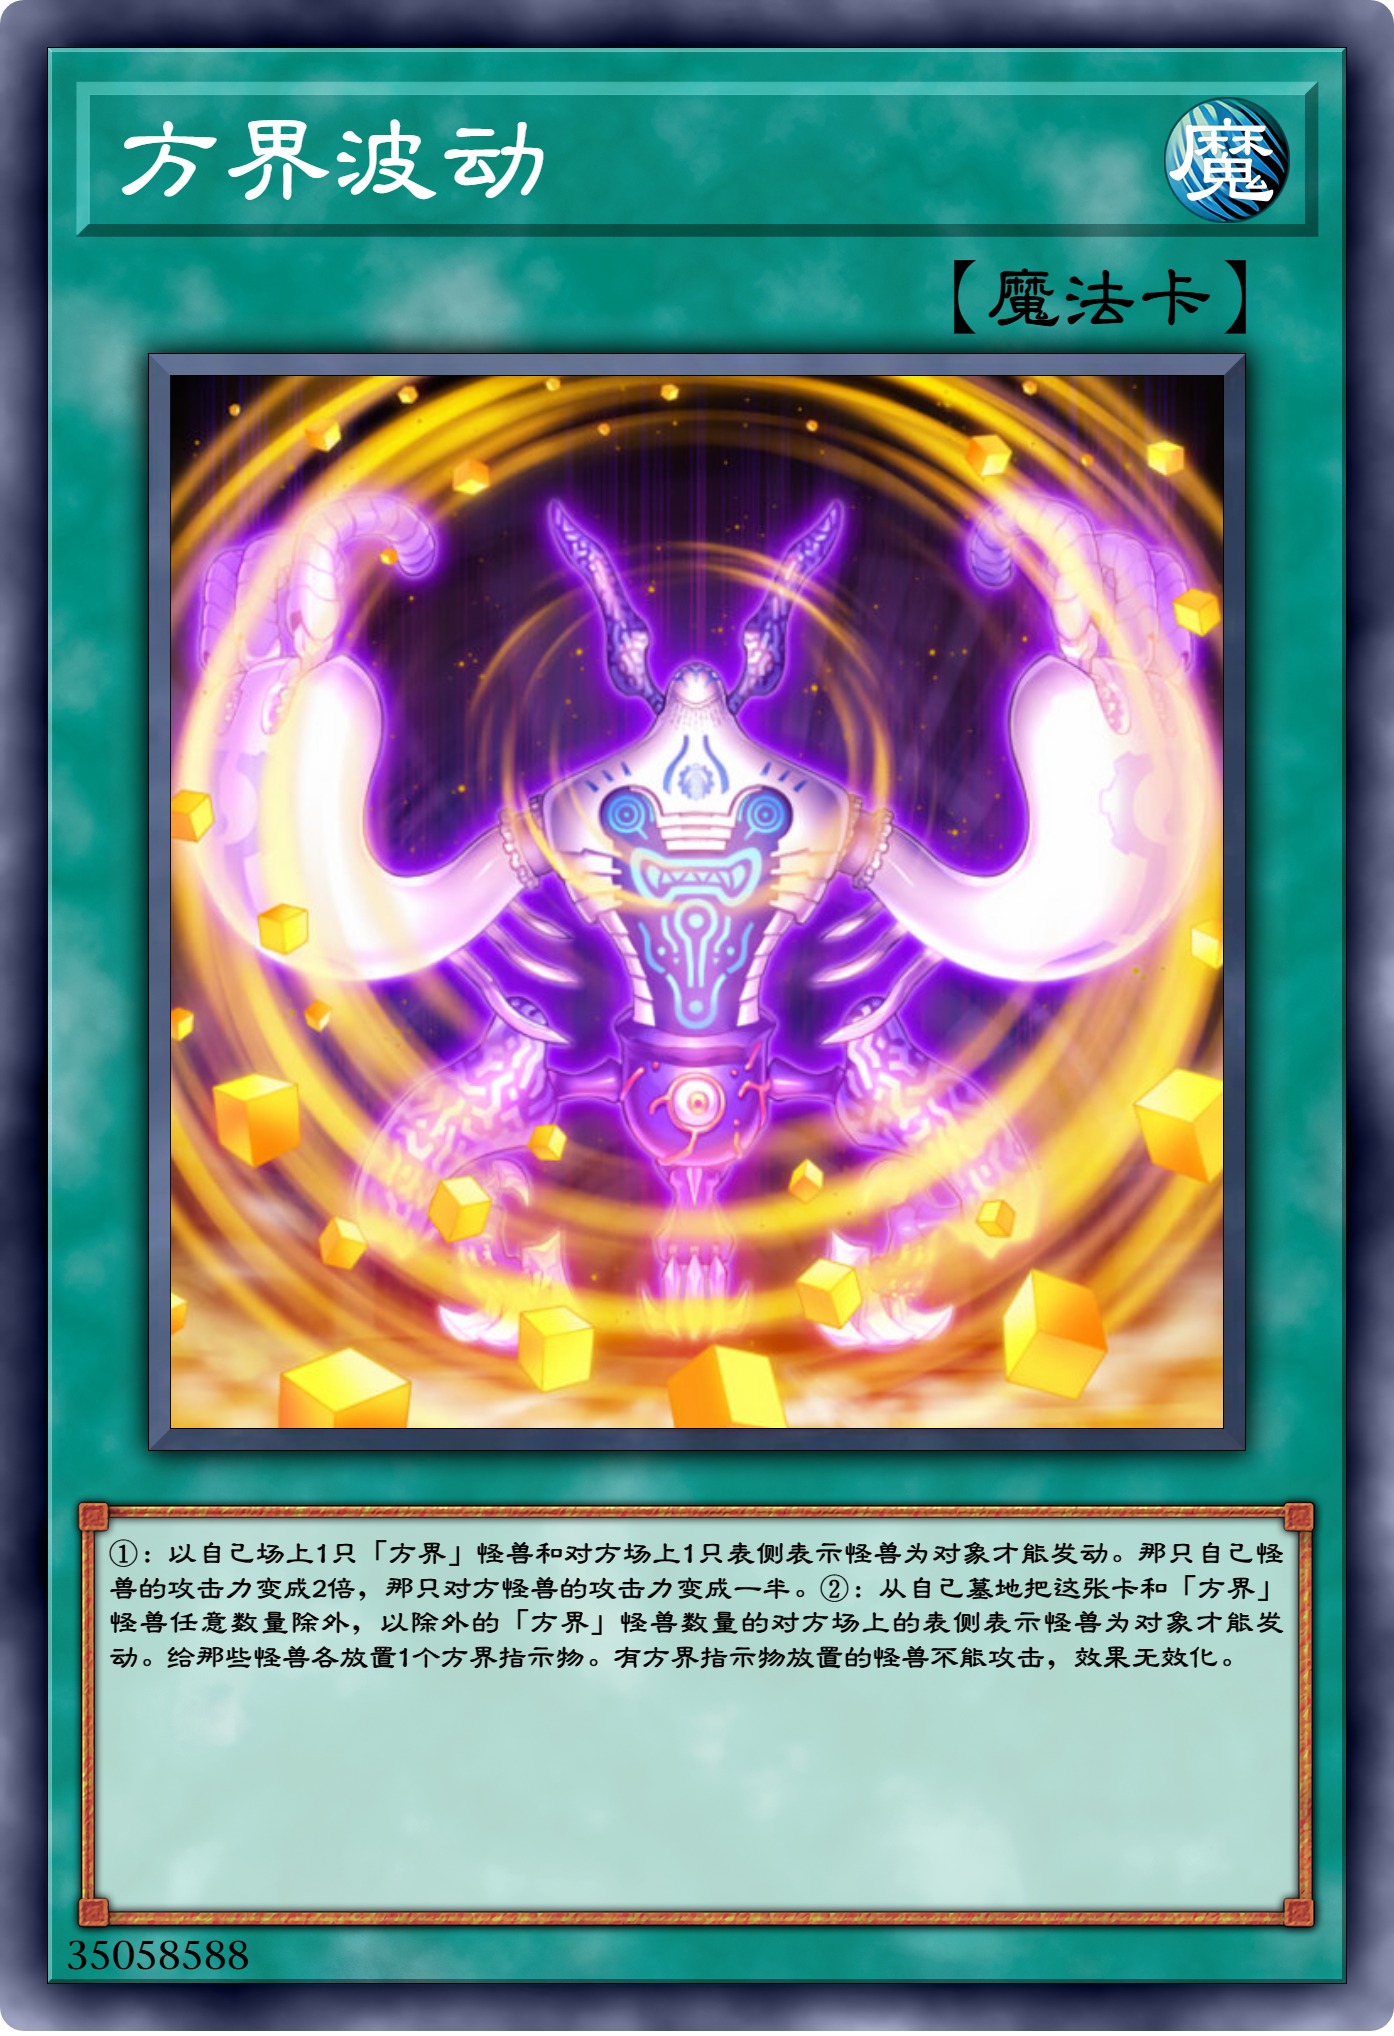 方界波动
魔
【魔法卡】
①：以自己场上1只「方界」怪兽和对方场上1只表侧表示怪兽为对象才能发动。那只自己怪
兽的攻击力变成2倍，那只对方怪兽的攻击力变成一半。②：从自己墓地把这张卡和「方界」
怪兽任意数量除外，以除外的「方界」怪兽数量的对方场上的表侧表示怪兽为对象才能发
动。给那些怪兽各放置1个方界指示物。有方界指示物放置的怪兽不能攻击，效果无效化。
35058588